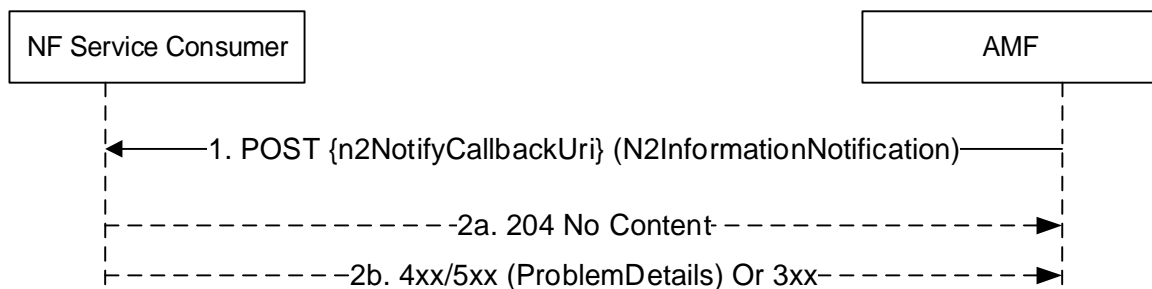 NF Service Consumer
AMF
1. POST {n2NotifyCallbackUri} (N2InformationNotification)
2a. 204 No Content
2b. 4xx/5xx (ProblemDetails) Or 3xx